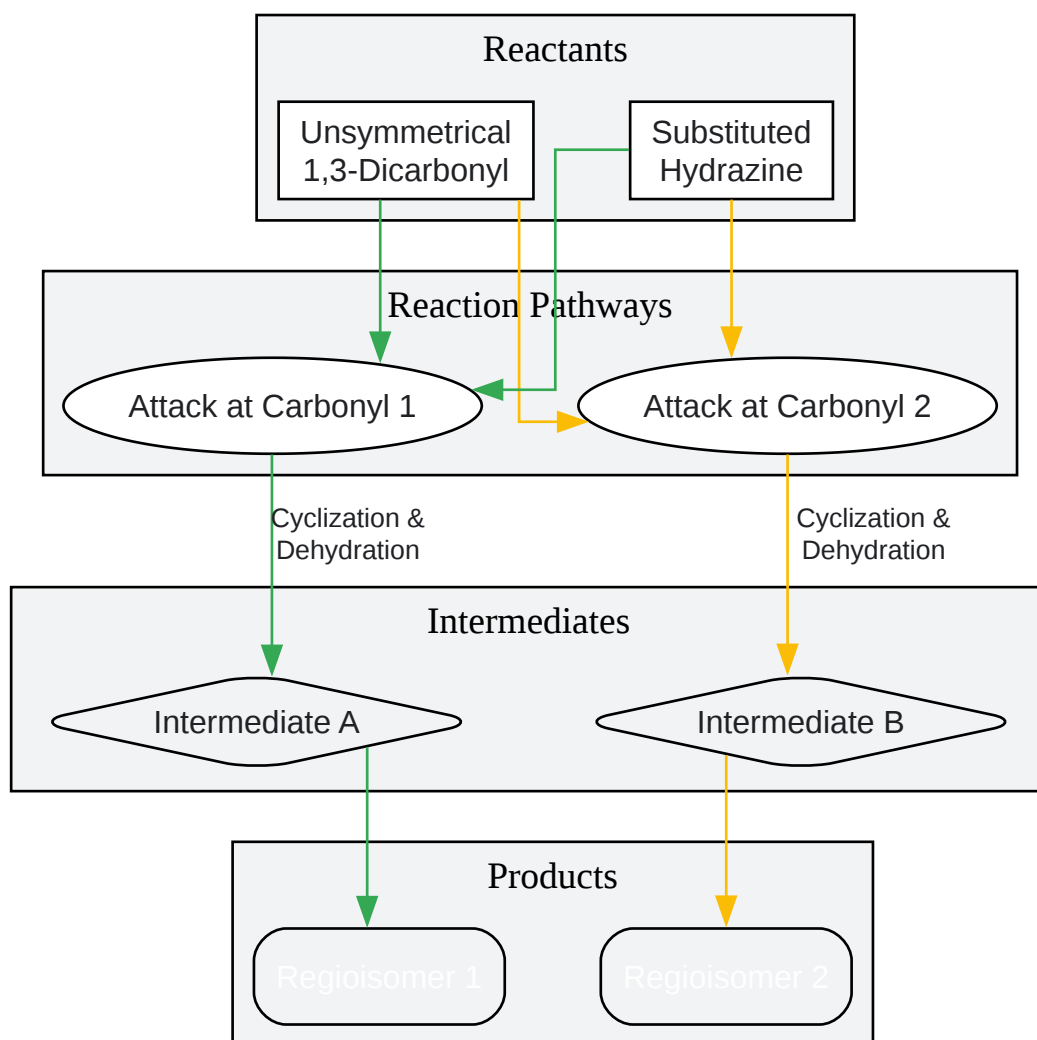 Reactants
Unsymmetrical
1,3-Dicarbonyl
Substituted
Hydrazine
Reaction Pathways
Attack at Carbonyl 1
Attack at Carbonyl 2
Cyclization &
Dehydration
Cyclization &
Dehydration
Intermediates
Intermediate A
Intermediate B
Products
Regioisomer 1
Regioisomer 2